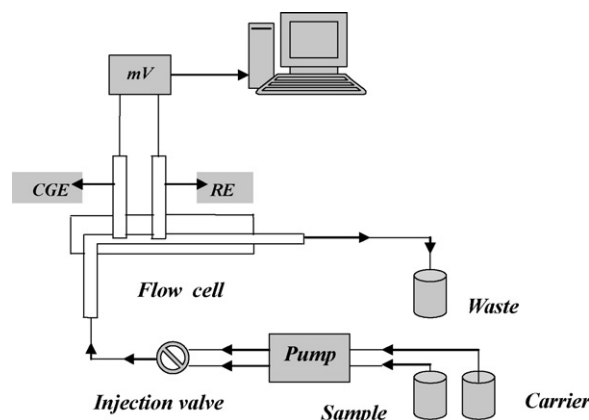 mV
CGE
RE
Flow cell
Waste
Pump
Injection valve
Sample
Carrier